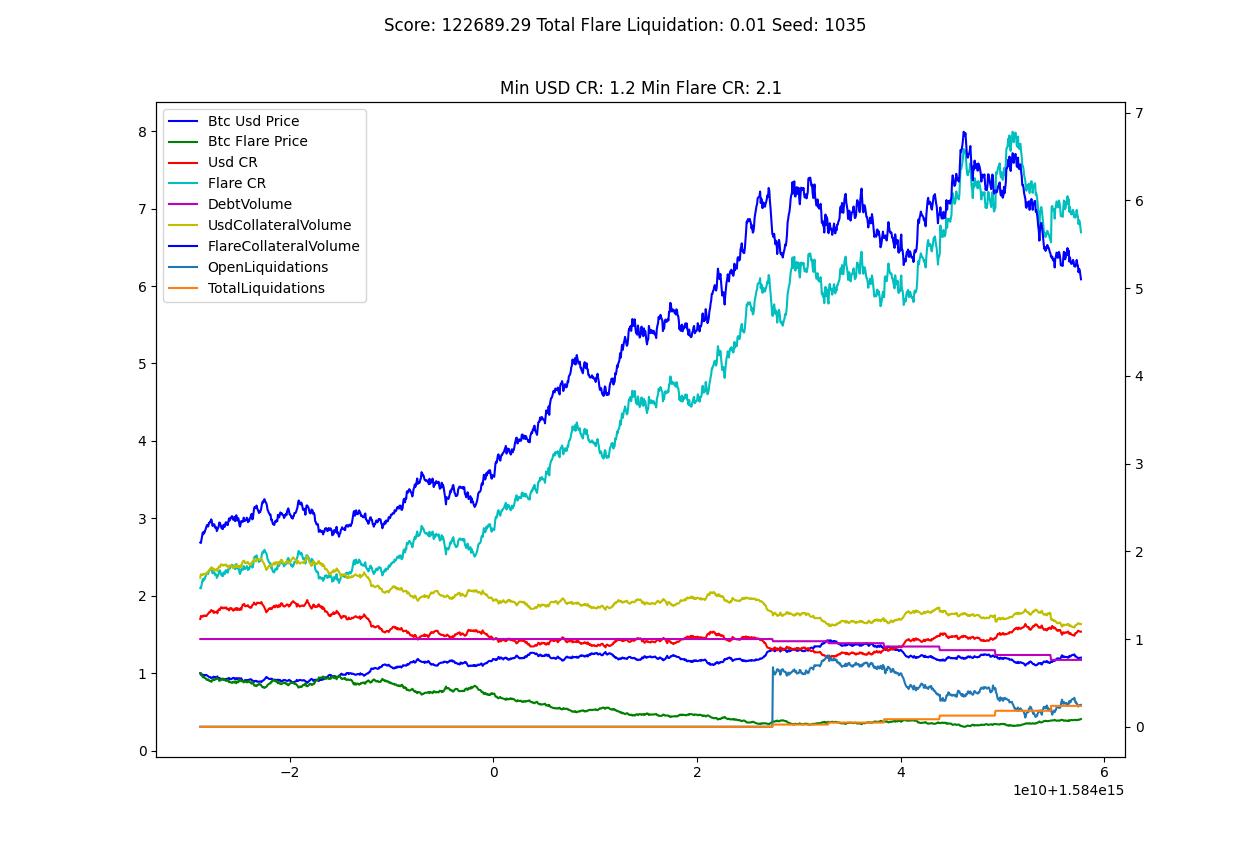 Score: 122689.29 Total Flare Liquidation: 0.01 Seed: 1035
Min USD CR: 1.2 Min Flare CR: 2.1
Btc Usd Price
Btc Flare Price
Usd CR
Flare CR
DebtVolume
UsdCollateralVolume
FlareCollateralVolume
OpenLiquidations
TotalLiquidations
8
7
6
5
4
3
2
1
0
7
6
5
4
3
2
1
0
−2
0
2
4
6
1e10+1.584e15